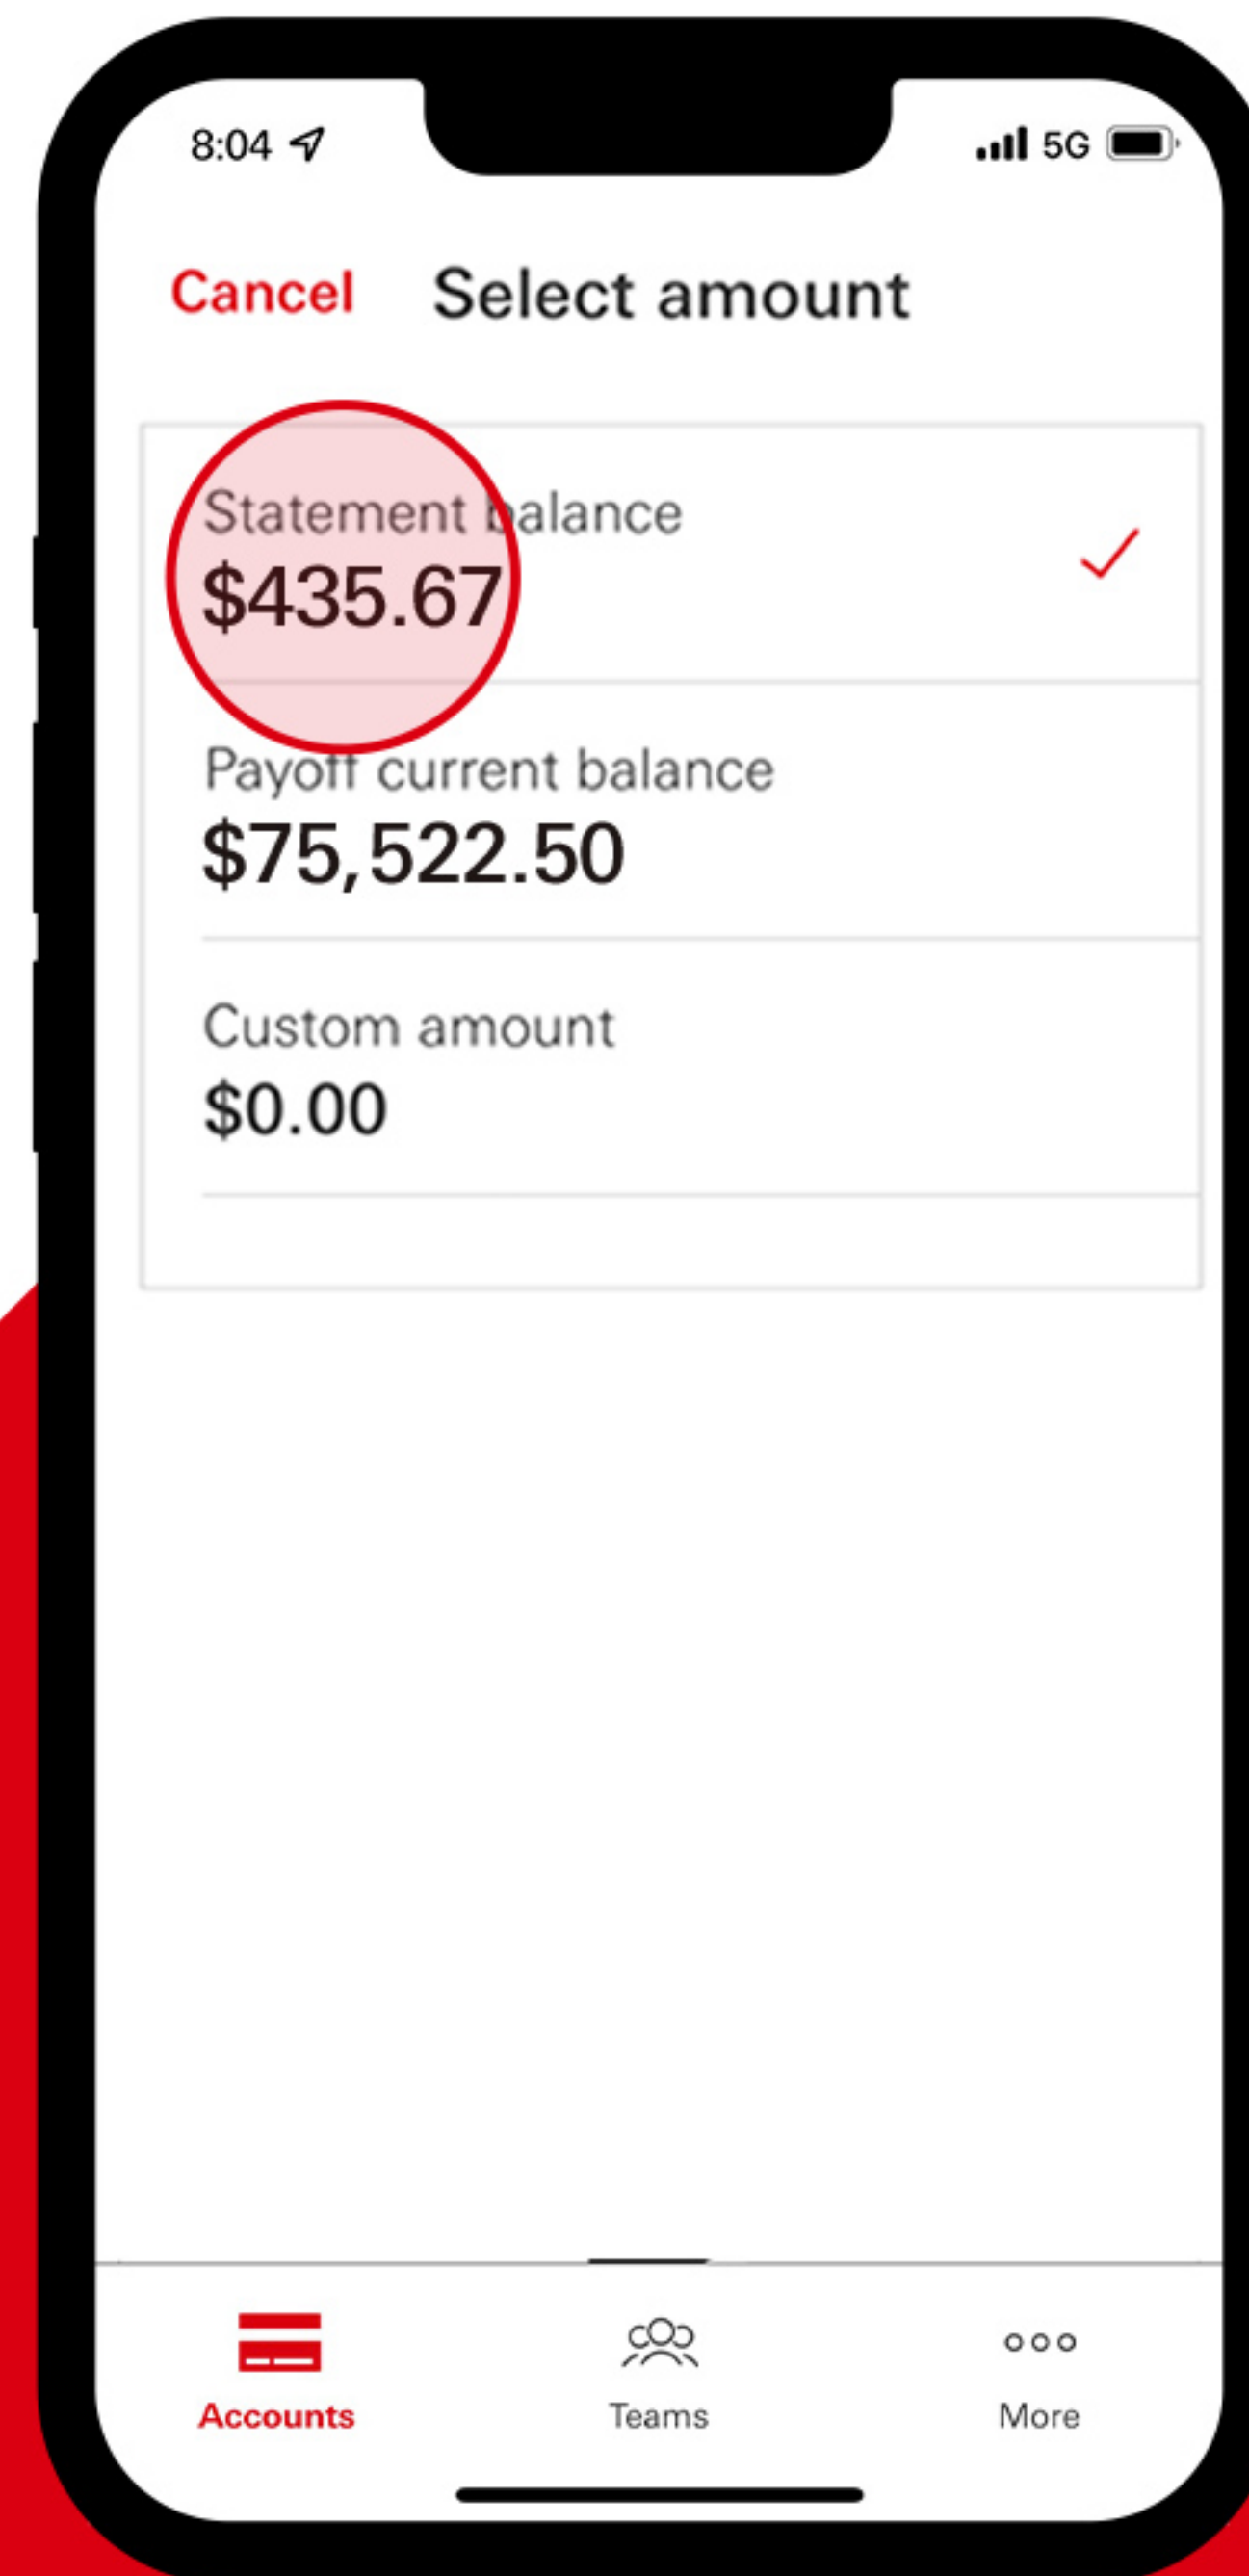 8:04 5G
Cancel Select amount
Statement balance
$435.67
Payoff current balance
$75,522.50
Custom amount
$0.00
Accounts Teams More